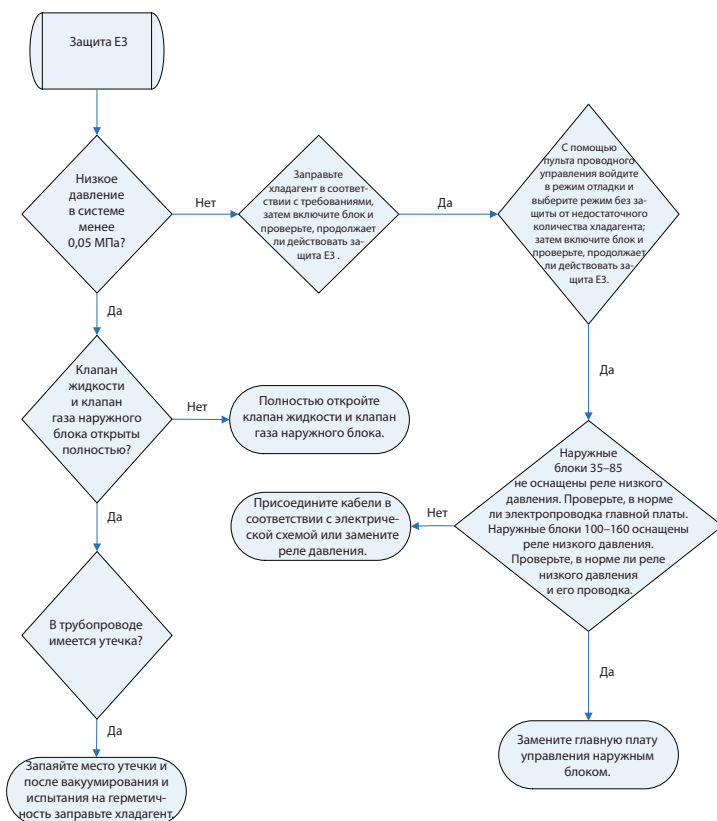 Защита E3
Низкое
давление
в системе
менее
0,05 МПа?
Нет
Заправьте
хладагент в соответ-
ствии с требованиями,
затем включите блок и
проверьте, продолжает
ли действовать за-
щита E3 .
Да
С помощью
пульта проводного
управления войдите
в режим отладки и
выберите режим без за-
щиты от недостаточного
количества хладагента;
затем включите блок и
проверьте, продолжает
ли действовать за-
щита E3.
Да
Да
Клапан
жидкости
и клапан
газа наружного
блока открыты
полностью?
Нет
Полностью откройте
клапан жидкости и клапан
газа наружного блока.
Наружные
блоки 35–85
не оснащены реле низкого
давления. Проверьте, в норме
ли электропроводка главной платы.
Наружные блоки 100–160 оснащены
реле низкого давления.
Проверьте, в норме ли реле
низкого давления
и его проводка.
Нет
Присоедините кабели в
соответствии с электриче-
ской схемой или замените
реле давления.
Да
В трубопроводе
имеется утечка?
Да
Да
Запаяйте место утечки и
после вакуумирования и
испытания на герметич-
ность заправьте хладагент.
Замените главную плату
управления наружным
блоком.